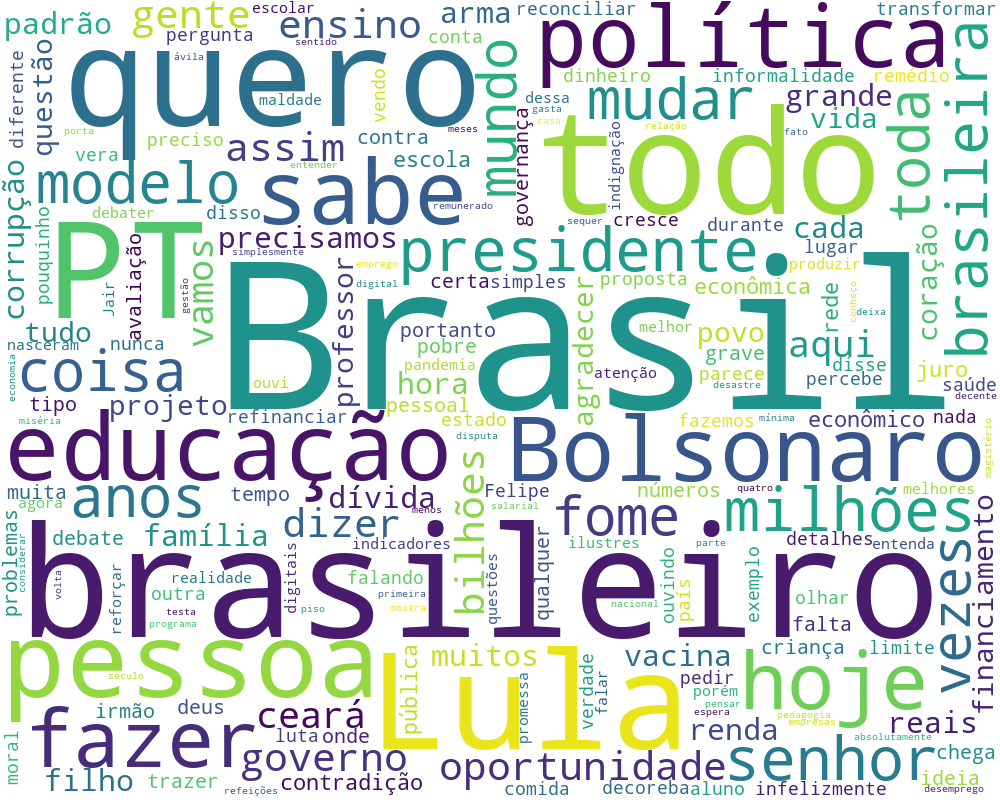 padrão
gente
escolar
ensino
arma
reconciliar
transformar
pergunta
sentido
conta
política
quero
ávila
diferente
questão
maldade
vendo
mundo
dinheiro
informalidade
remédio
mudar
dessa
gasta
casa
grande
brasileira
porta
preciso
meses
contra
vera
assim
escola
entender
governança
todo
indignação
relação
fato
vida
toda
corrupção
modelo
sabe
remunerado
debater
disso
sequer
cresce
durante
cada
pouquinho
PT
Jair
avaliação
vamos
precisamos
simplesmente
presidente
lugar
coração
emprego
digital
certa
simples
proposta
econômica
produzir
gestão
professor
agradecer
Brasil
rede
conheço
deixa
tudo
nasceram
nunca
portanto
melhor
povo
aqui
disse
economia
coisa
ouvi
pobre
pandemia
hora
atenção
grave
parece
desastre
percebe
juro
saúde
decente
tipo
projeto
pessoal
miséria
refinanciar
estado
fazemos
mínima
econômico
nada
educação
disputa
Bolsonaro
magistério
muita
agora
anos
tempo
dívida
menos
bilhões
Felipe
salarial
números
quatro
milhões
melhores
problemas
considerar
debate
família
dizer
fome
detalhes
entenda
financiamento
reforçar
realidade
digitais
indicadores
questões
qualquer
ilustres
parte
vezes
volta
outra
testa
programa
brasileiro
piso
falando
primeira
mostra
ouvindo
nacional
país
exemplo
olhar
falta
pessoa
século
Lula
pública
muitos
verdade
falar
vacina
criança
limite
hoje
pedir
porém
pensar
moral
fazer
irmão
deus
ceará
luta
onde
promessa
espera
renda
pedagogia
empresas
absolutamente
reais
governo
oportunidade
senhor
chega
filho
trazer
refeições
contradição
comida
decoreba
aluno
infelizmente
ideia
desemprego